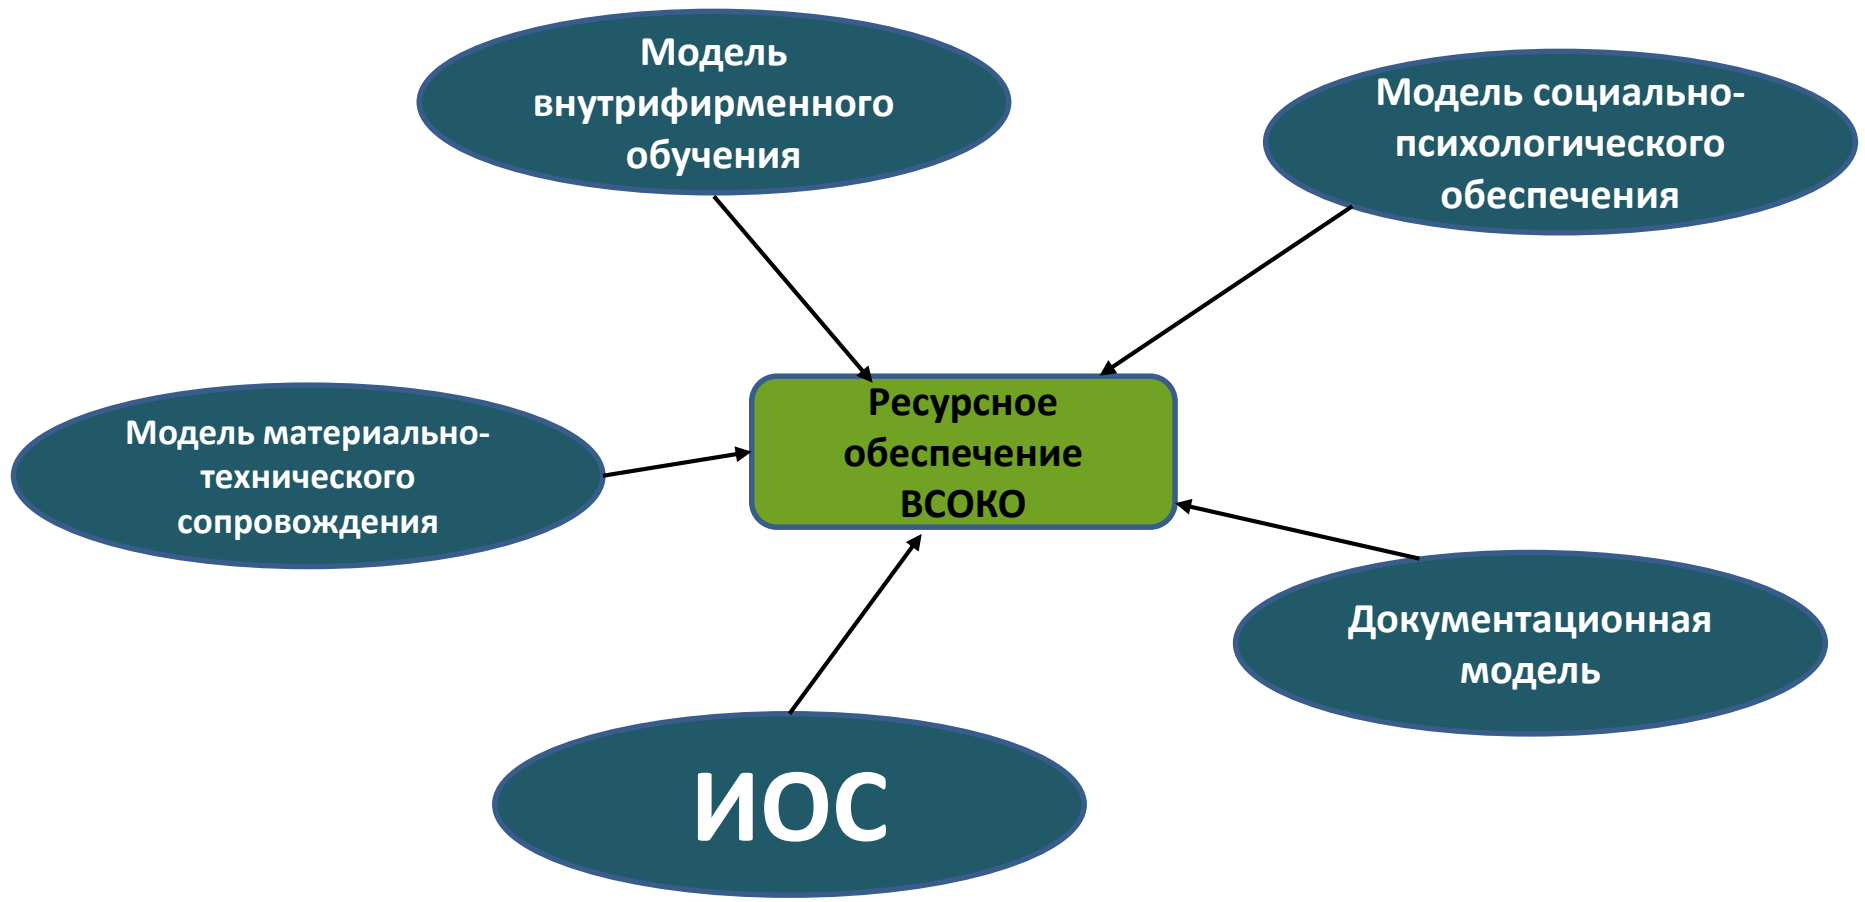 Модель
внутрифирменного
обучения
Модель социально-
психологического
обеспечения
Модель материально-
технического
сопровождения
Ресурсное
обеспечение
ВСОКО
Документационная
модель
ИОС